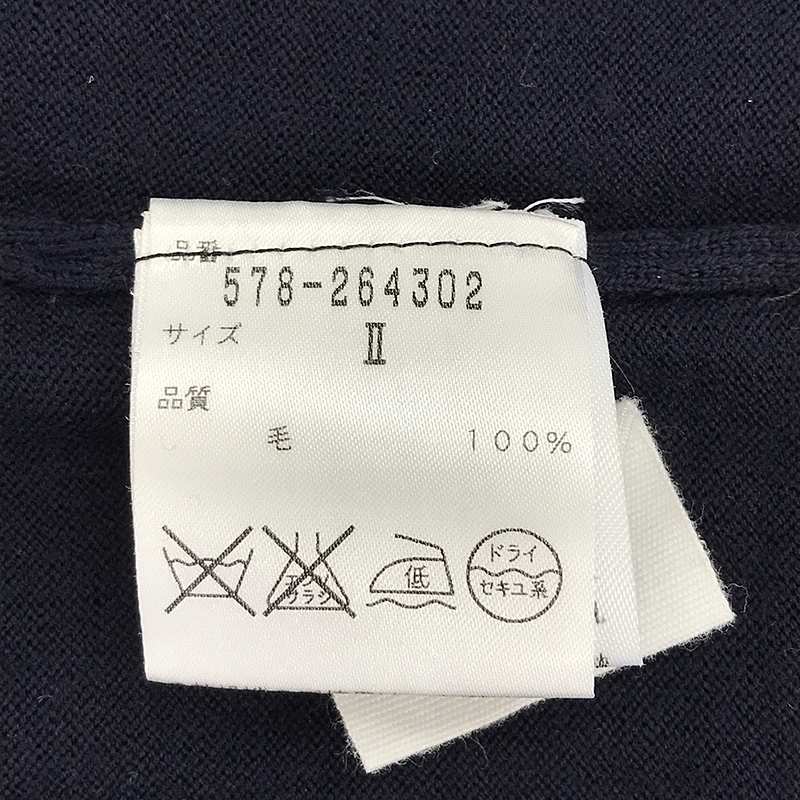 品番
578-264302
サイズ II
品質
毛 100%
エンソ
サラシ
低
ドライ
セキユ系